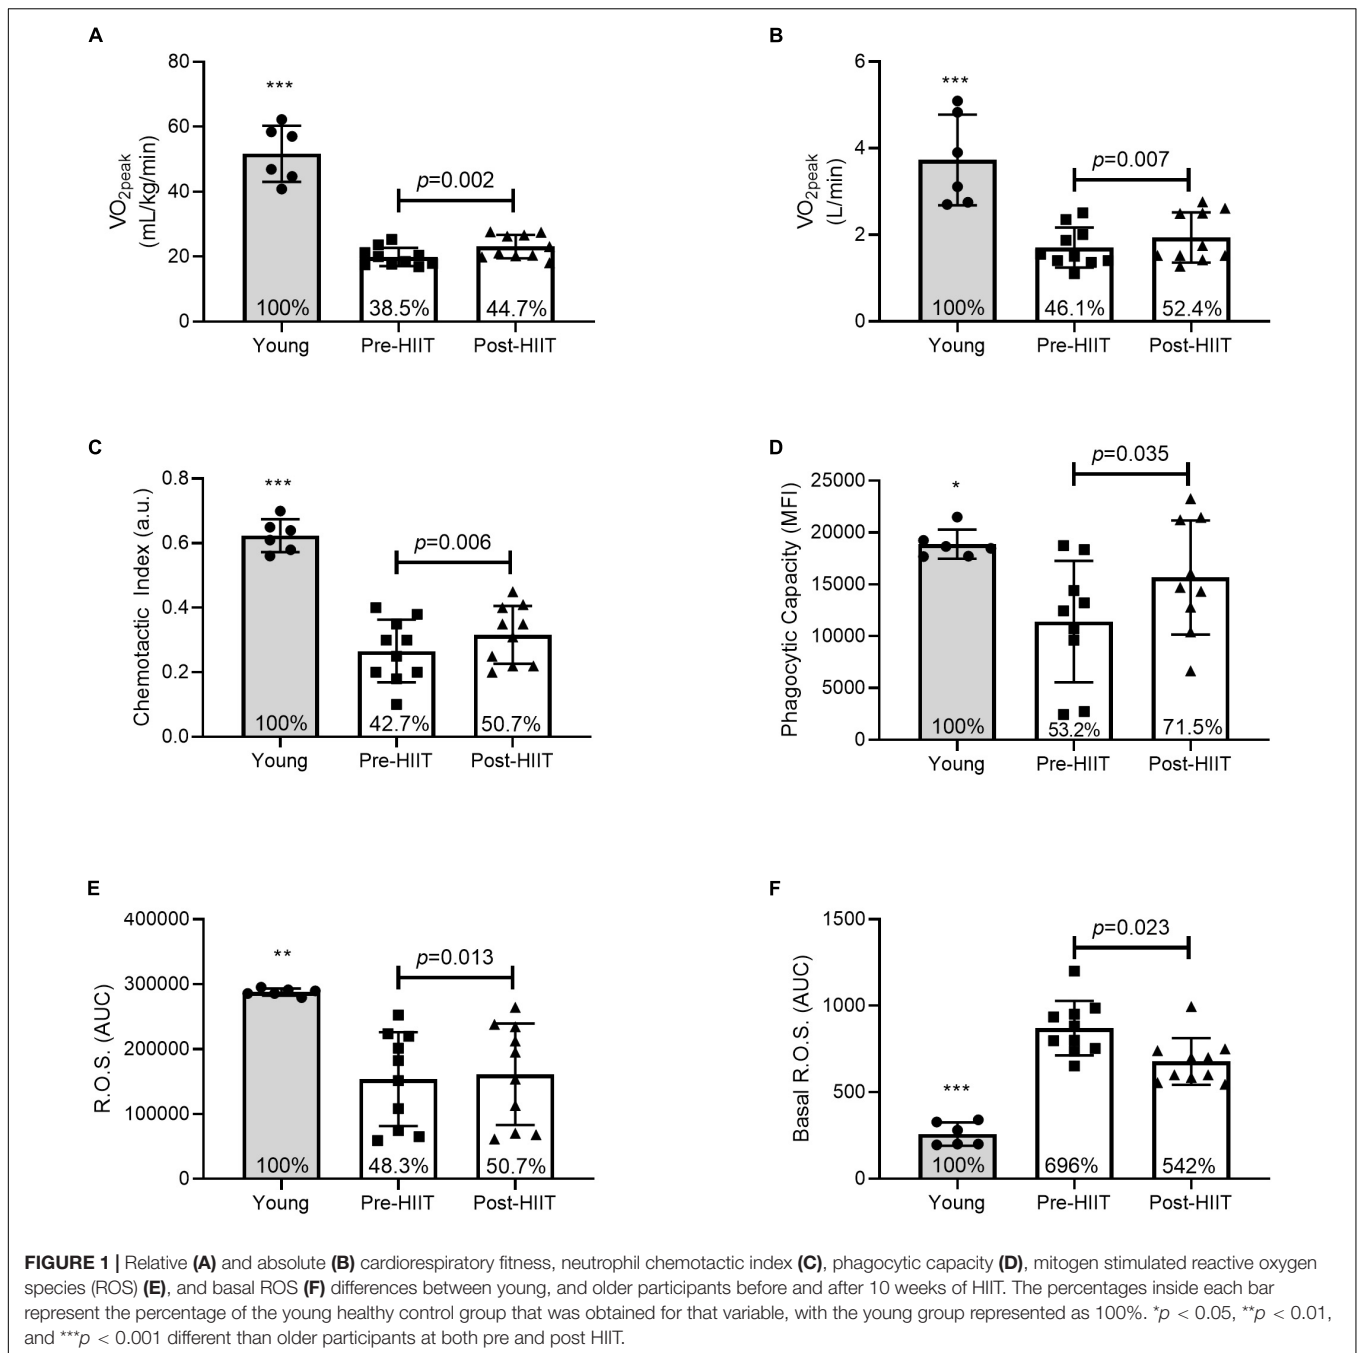 A
80
60
40
20
0
VO2peak
(mL/kg/min)
***
p=0.002
100%
38.5%
44.7%
Young
Pre-HIIT
Post-HIIT
B
6
4
2
0
VO2peak
(L/min)
***
p=0.007
100%
46.1%
52.4%
Young
Pre-HIIT
Post-HIIT
C
0.8
0.6
0.4
0.2
0.0
Chemotactic Index (a.u.)
***
p=0.006
100%
42.7%
50.7%
Young
Pre-HIIT
Post-HIIT
D
25000
20000
15000
10000
5000
0
Phagocytic Capacity (MFI)
*
p=0.035
100%
53.2%
71.5%
Young
Pre-HIIT
Post-HIIT
E
400000
300000
200000
100000
0
R.O.S. (AUC)
**
p=0.013
100%
48.3%
50.7%
Young
Pre-HIIT
Post-HIIT
F
1500
1000
500
0
Basal R.O.S. (AUC)
***
p=0.023
100%
696%
542%
Young
Pre-HIIT
Post-HIIT
FIGURE 1 | Relative (A) and absolute (B) cardiorespiratory fitness, neutrophil chemotactic index (C), phagocytic capacity (D), mitogen stimulated reactive oxygen
species (ROS) (E), and basal ROS (F) differences between young, and older participants before and after 10 weeks of HIIT. The percentages inside each bar
represent the percentage of the young healthy control group that was obtained for that variable, with the young group represented as 100%. *p < 0.05, **p < 0.01,
and ***p < 0.001 different than older participants at both pre and post HIIT.